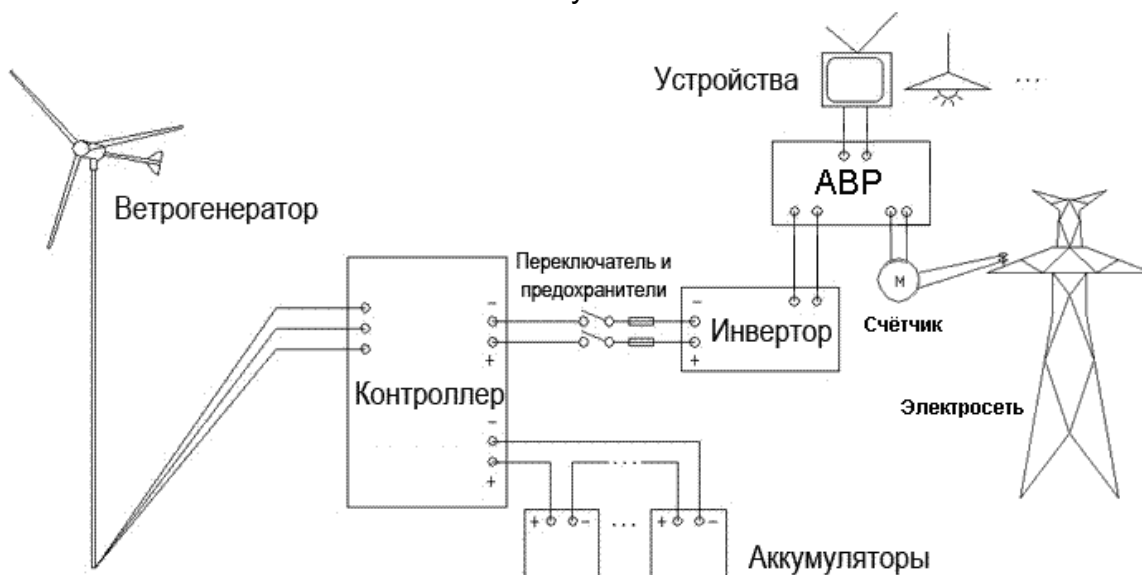 Устройства
...
АВР
Ветрогенератор
Переключатель и
предохранители
-
-
М
Инвертор
Счётчик
+
+
Контроллер
Электросеть
-
...
+
+ - ... + -
Аккумуляторы